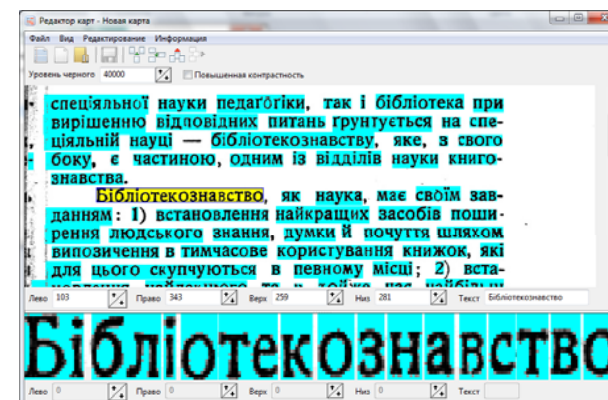 Редактор карт - Новая карта
Файл Вид Редактирование Информация
Уровень черного 40000 Повышенная контрастность
спеціяльної науки педаґоґіки, так і бібліотека при
вирішенню відповідних питань ґрунтується на спе-
ціяльній науці — бібліотекознавству, яке, з свого
боку, є частиною, одним із відділів науки книго-
знавства.
Бібліотекознавство, як наука, має своїм зав-
данням: 1) встановлення найкращих засобів поши-
рення людського знання, думки й почуття шляхом
випозичення в тимчасове користування книжок, які
для цього скупчуються в певному місці; 2) вста-
Лево 103 Право 343 Верх 259 Низ 281 Текст Бібліотекознавство
Бібліотекознавство
Лево 0 Право 0 Верх 0 Низ 0 Текст